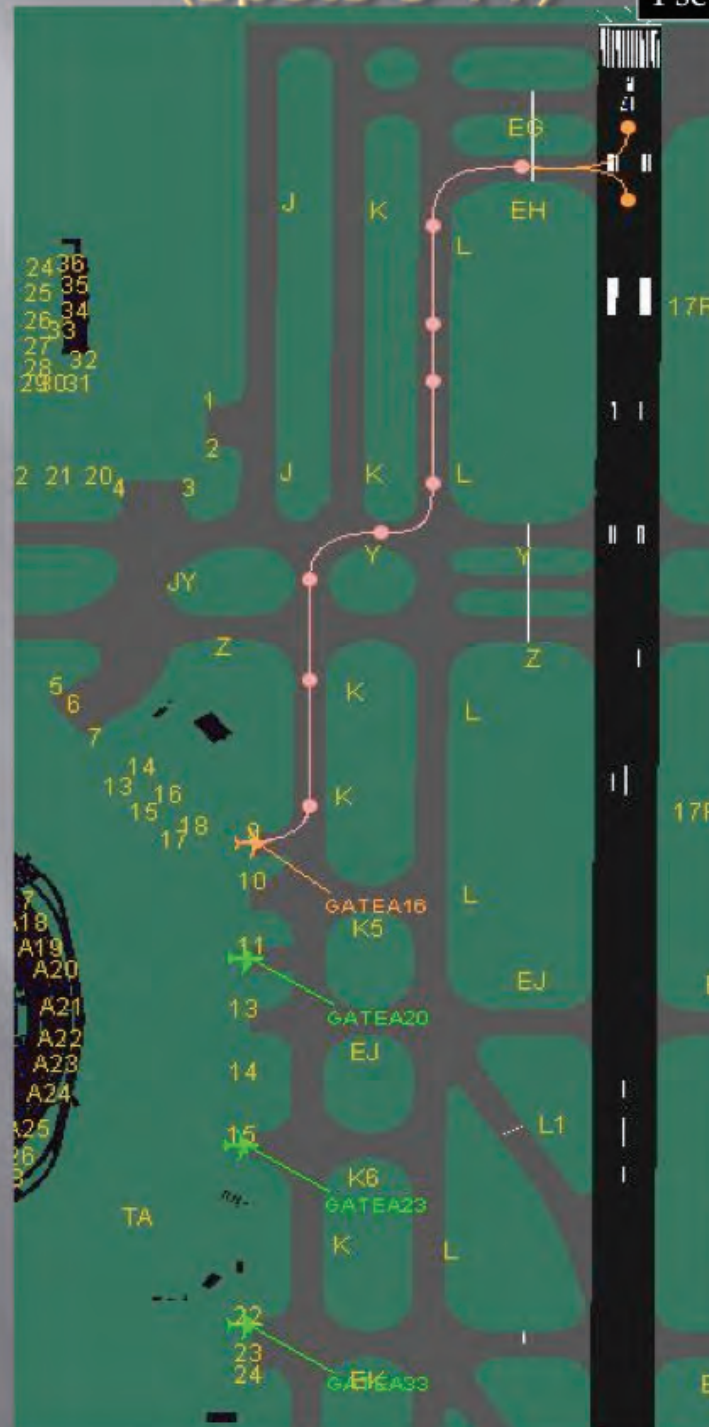 EG
J K EH
L
24 36
25 35
26 34
33
27
28 32
29 30 31
17R
1
2
2 21 20 4 3
J K L
Y Y
JY
Z Z
5
6
7
K L
14
13 16
15
17 18
K
9
10
GATEA16
L
K5
11
A18
A19
A20
A21
A22
A23
A24
GATEA20
13
EJ
EJ
14
L1
15
K6
GATEA23
TA
K L
22
23
24
GATEA33
EK